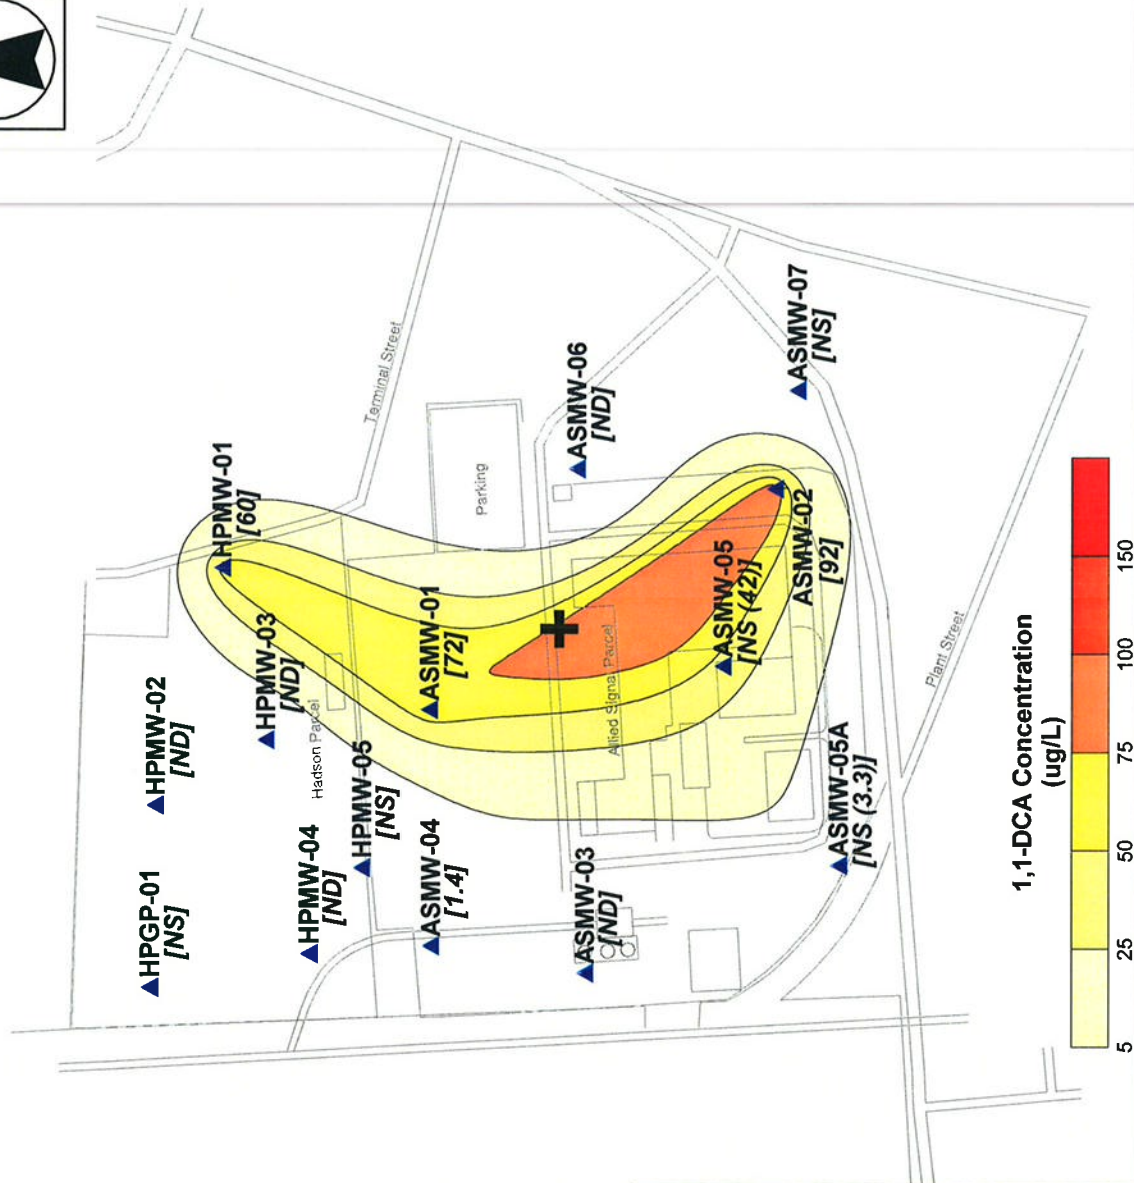 HPGP-01
[NS]
HPMW-02
[ND]
HPMW-01
[60]
HPMW-03
[ND]
Hadson Parcel
HPMW-04
[ND]
HPMW-05
[NS]
Terminal Street
Parking
ASMW-01
[72]
ASMW-04
[1.4]
ASMW-03
[ND]
ASMW-06
[ND]
Allied Signal Parcel
ASMW-05
[NS (42)]
ASMW-02
[92]
ASMW-07
[NS]
ASMW-05A
[NS (3.3)]
Plant Street
1,1-DCA Concentration
(ug/L)
5
25
50
75
100
150